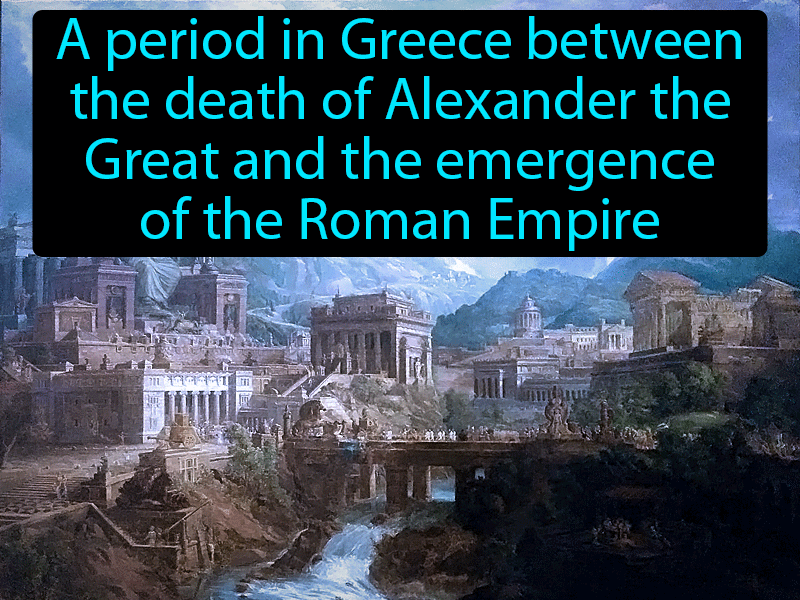 A period in Greece between
the death of Alexander the
Great and the emergence
of the Roman Empire